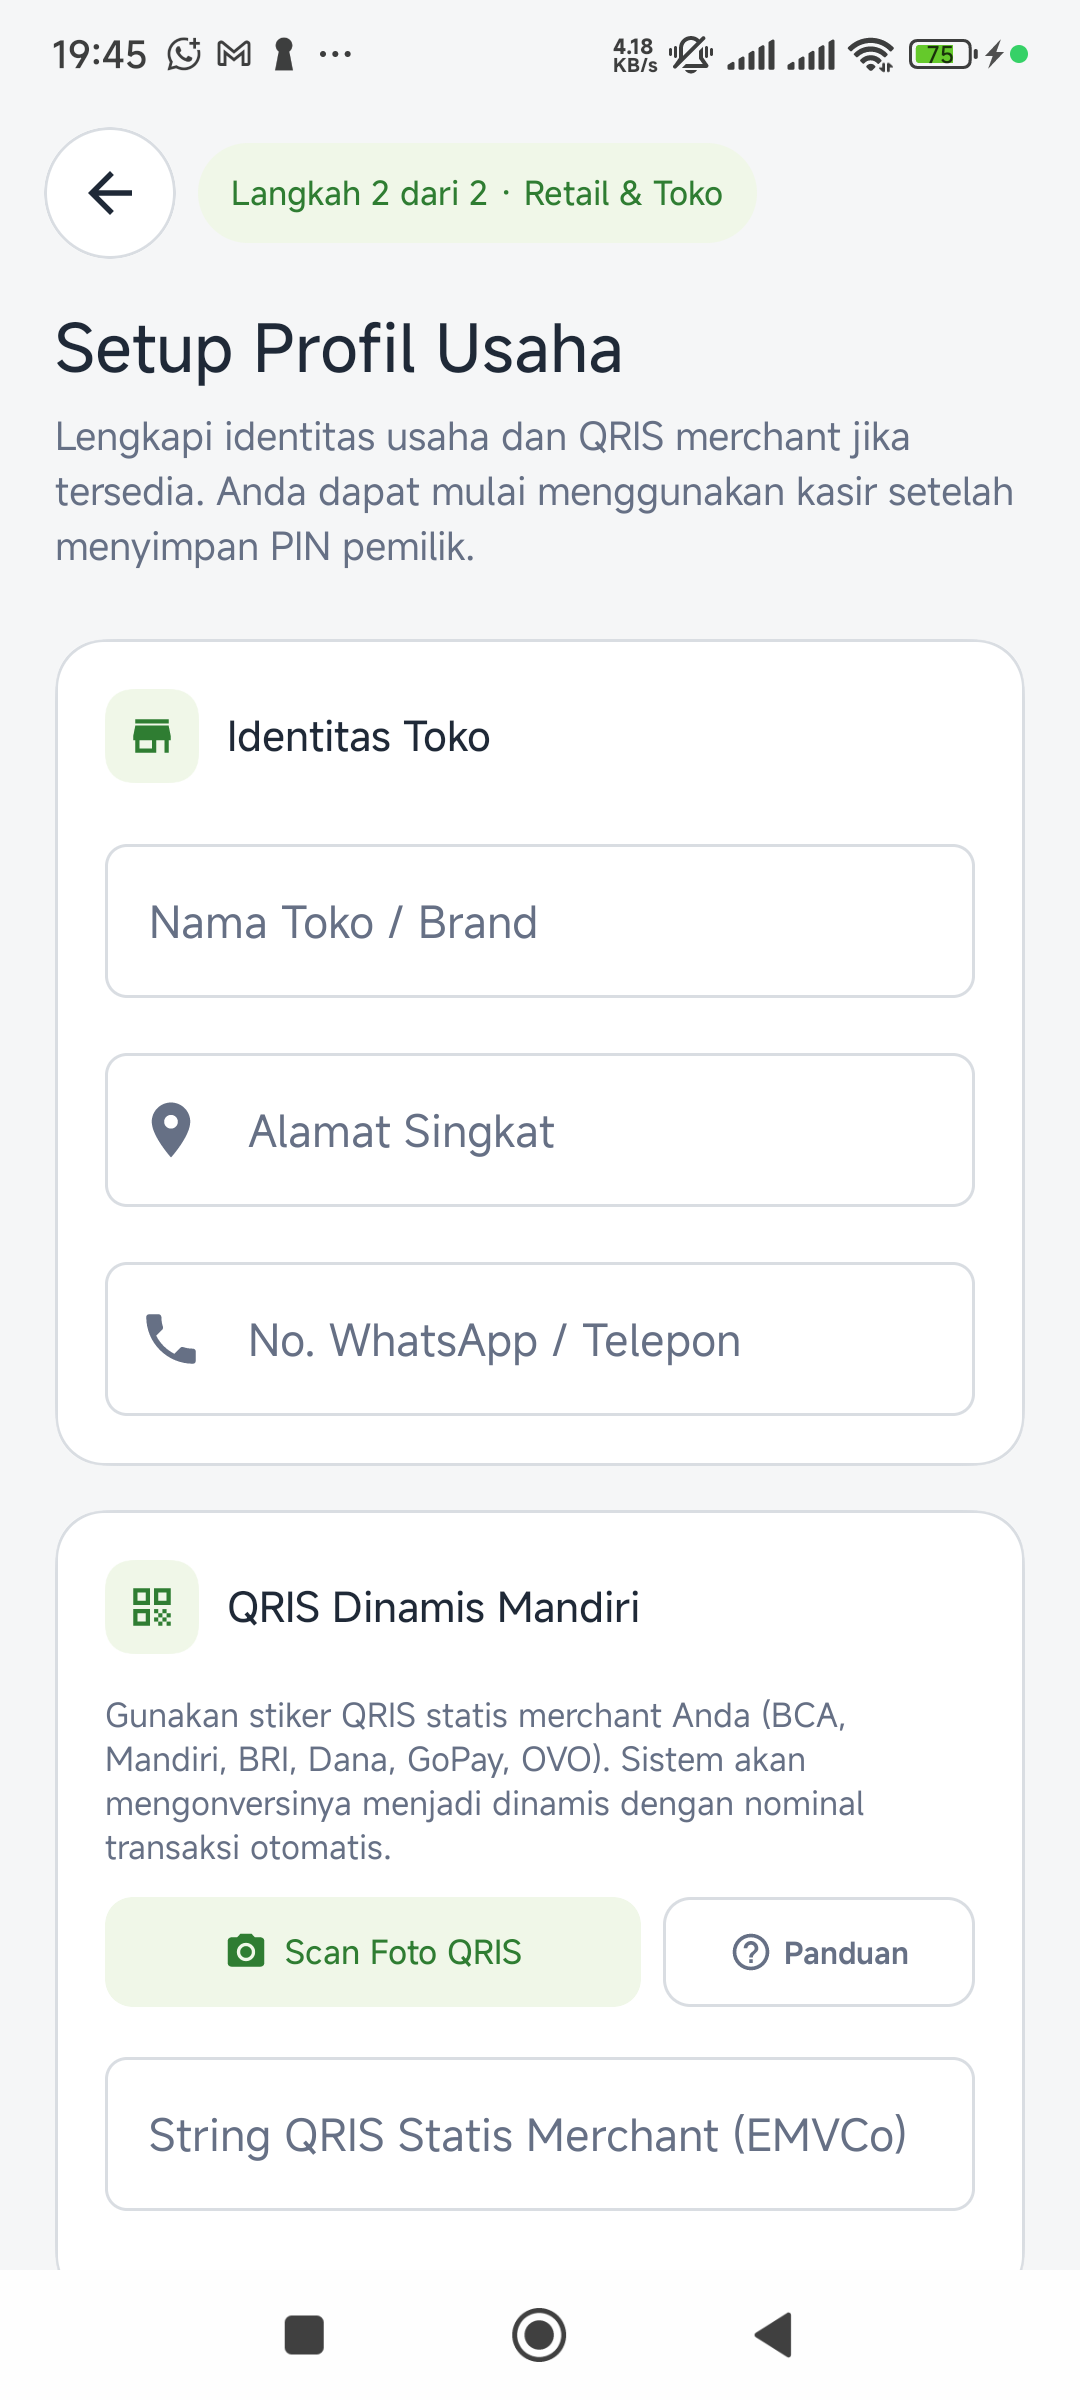 19:45
4.18
KB/s
75
Langkah 2 dari 2 · Retail & Toko
Setup Profil Usaha
Lengkapi identitas usaha dan QRIS merchant jika
tersedia. Anda dapat mulai menggunakan kasir setelah
menyimpan PIN pemilik.
Identitas Toko
Nama Toko / Brand
Alamat Singkat
No. WhatsApp / Telepon
QRIS Dinamis Mandiri
Gunakan stiker QRIS statis merchant Anda (BCA,
Mandiri, BRI, Dana, GoPay, OVO). Sistem akan
mengonversinya menjadi dinamis dengan nominal
transaksi otomatis.
Scan Foto QRIS
Panduan
String QRIS Statis Merchant (EMVCo)